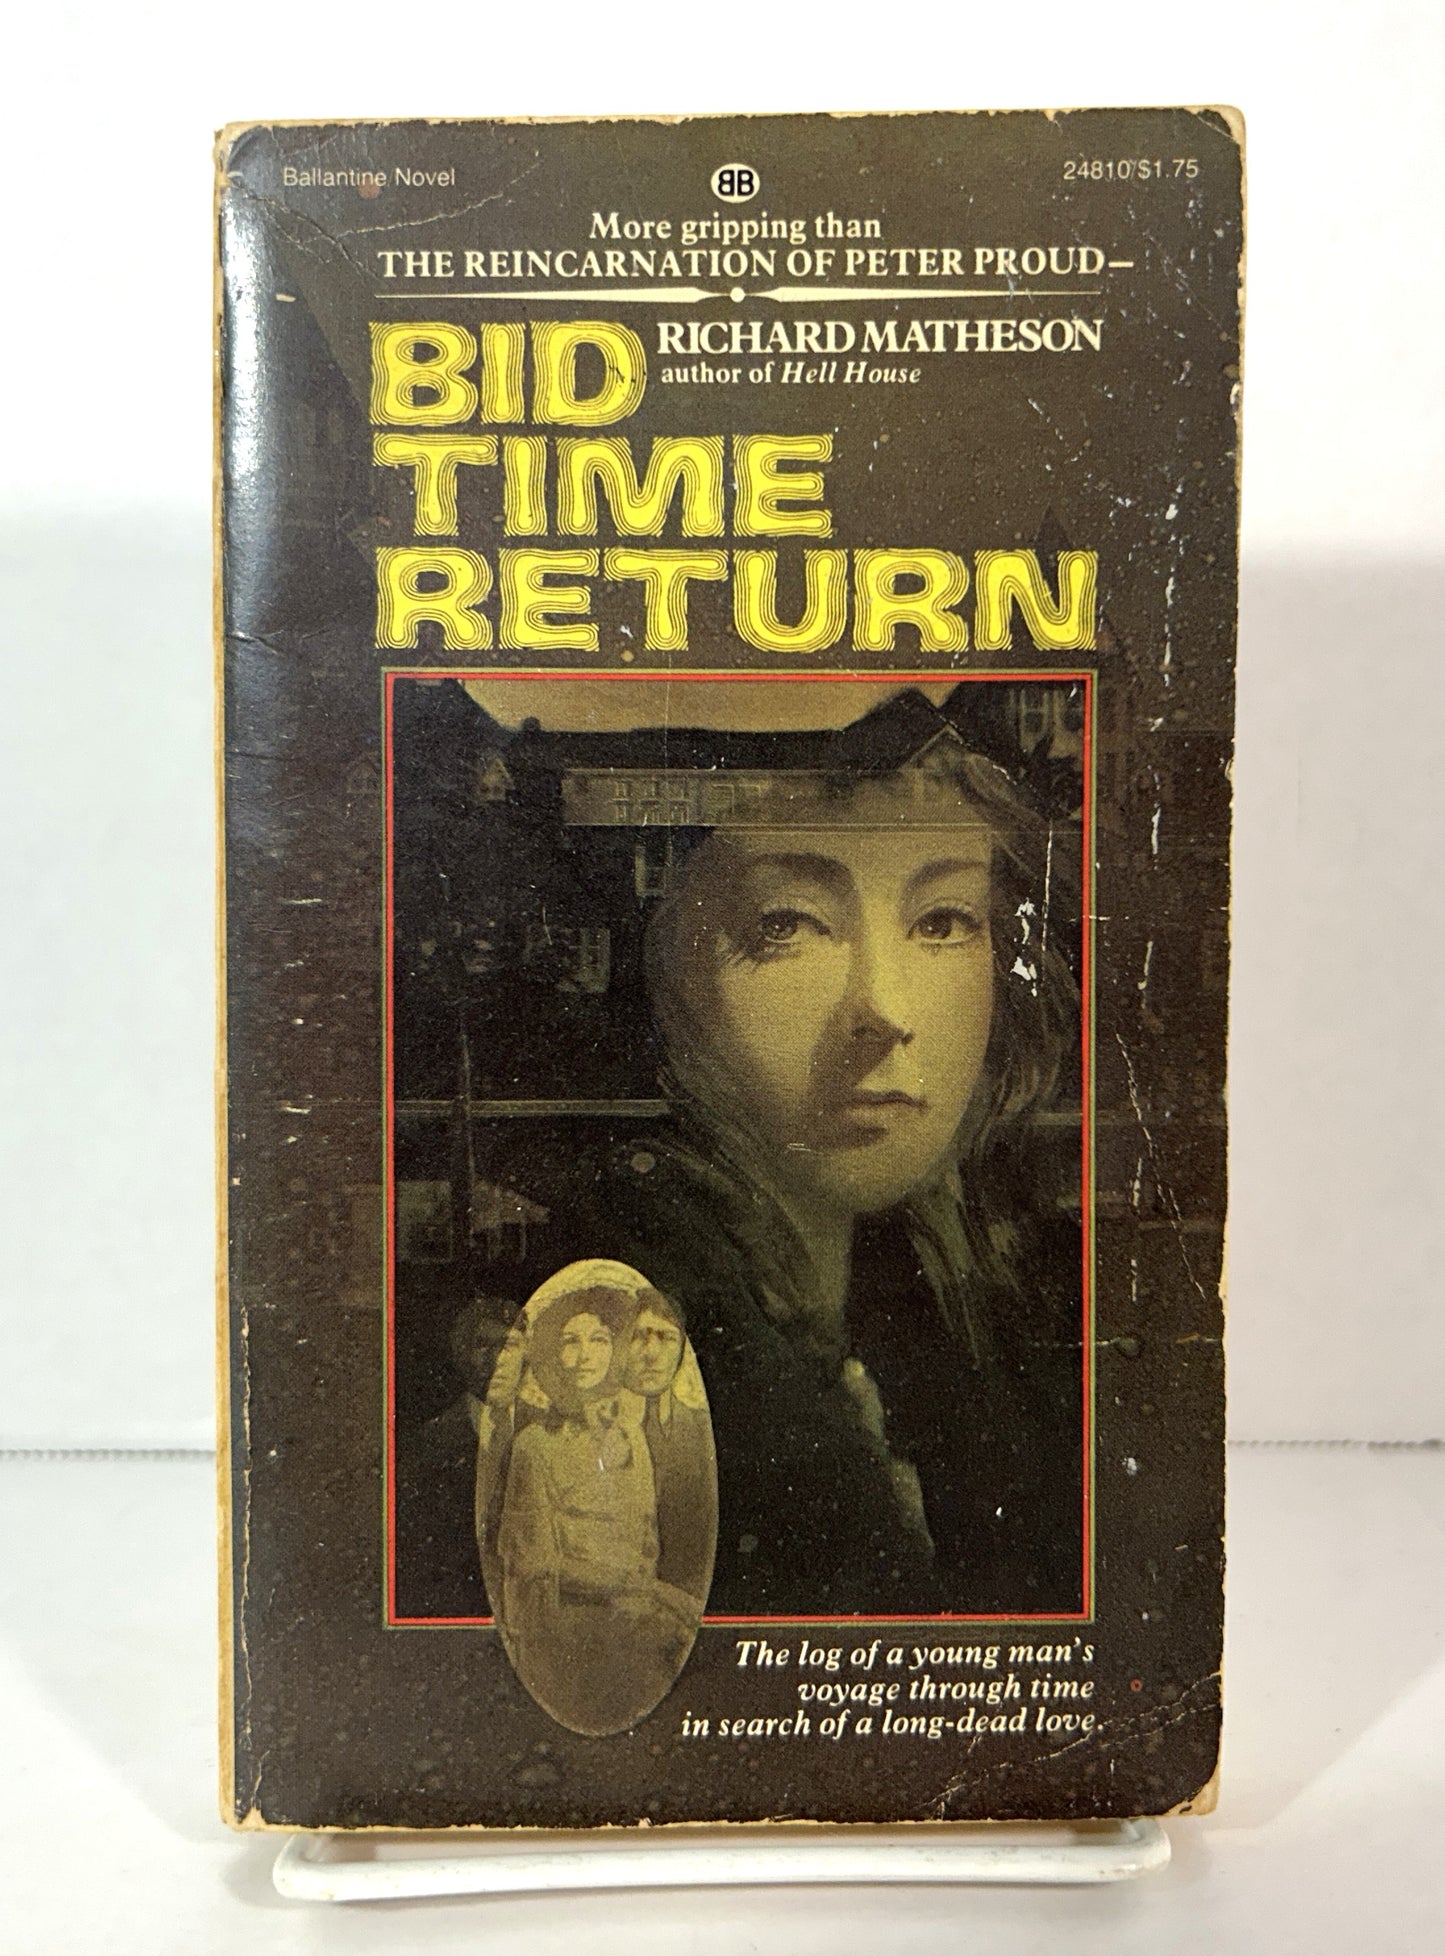 Ballantine Novel
BB
24810/$1.75
More gripping than
THE REINCARNATION OF PETER PROUD—
BID
RICHARD MATHESON
author of Hell House
TIME
RETURN
The log of a young man's
voyage through time
in search of a long-dead love.